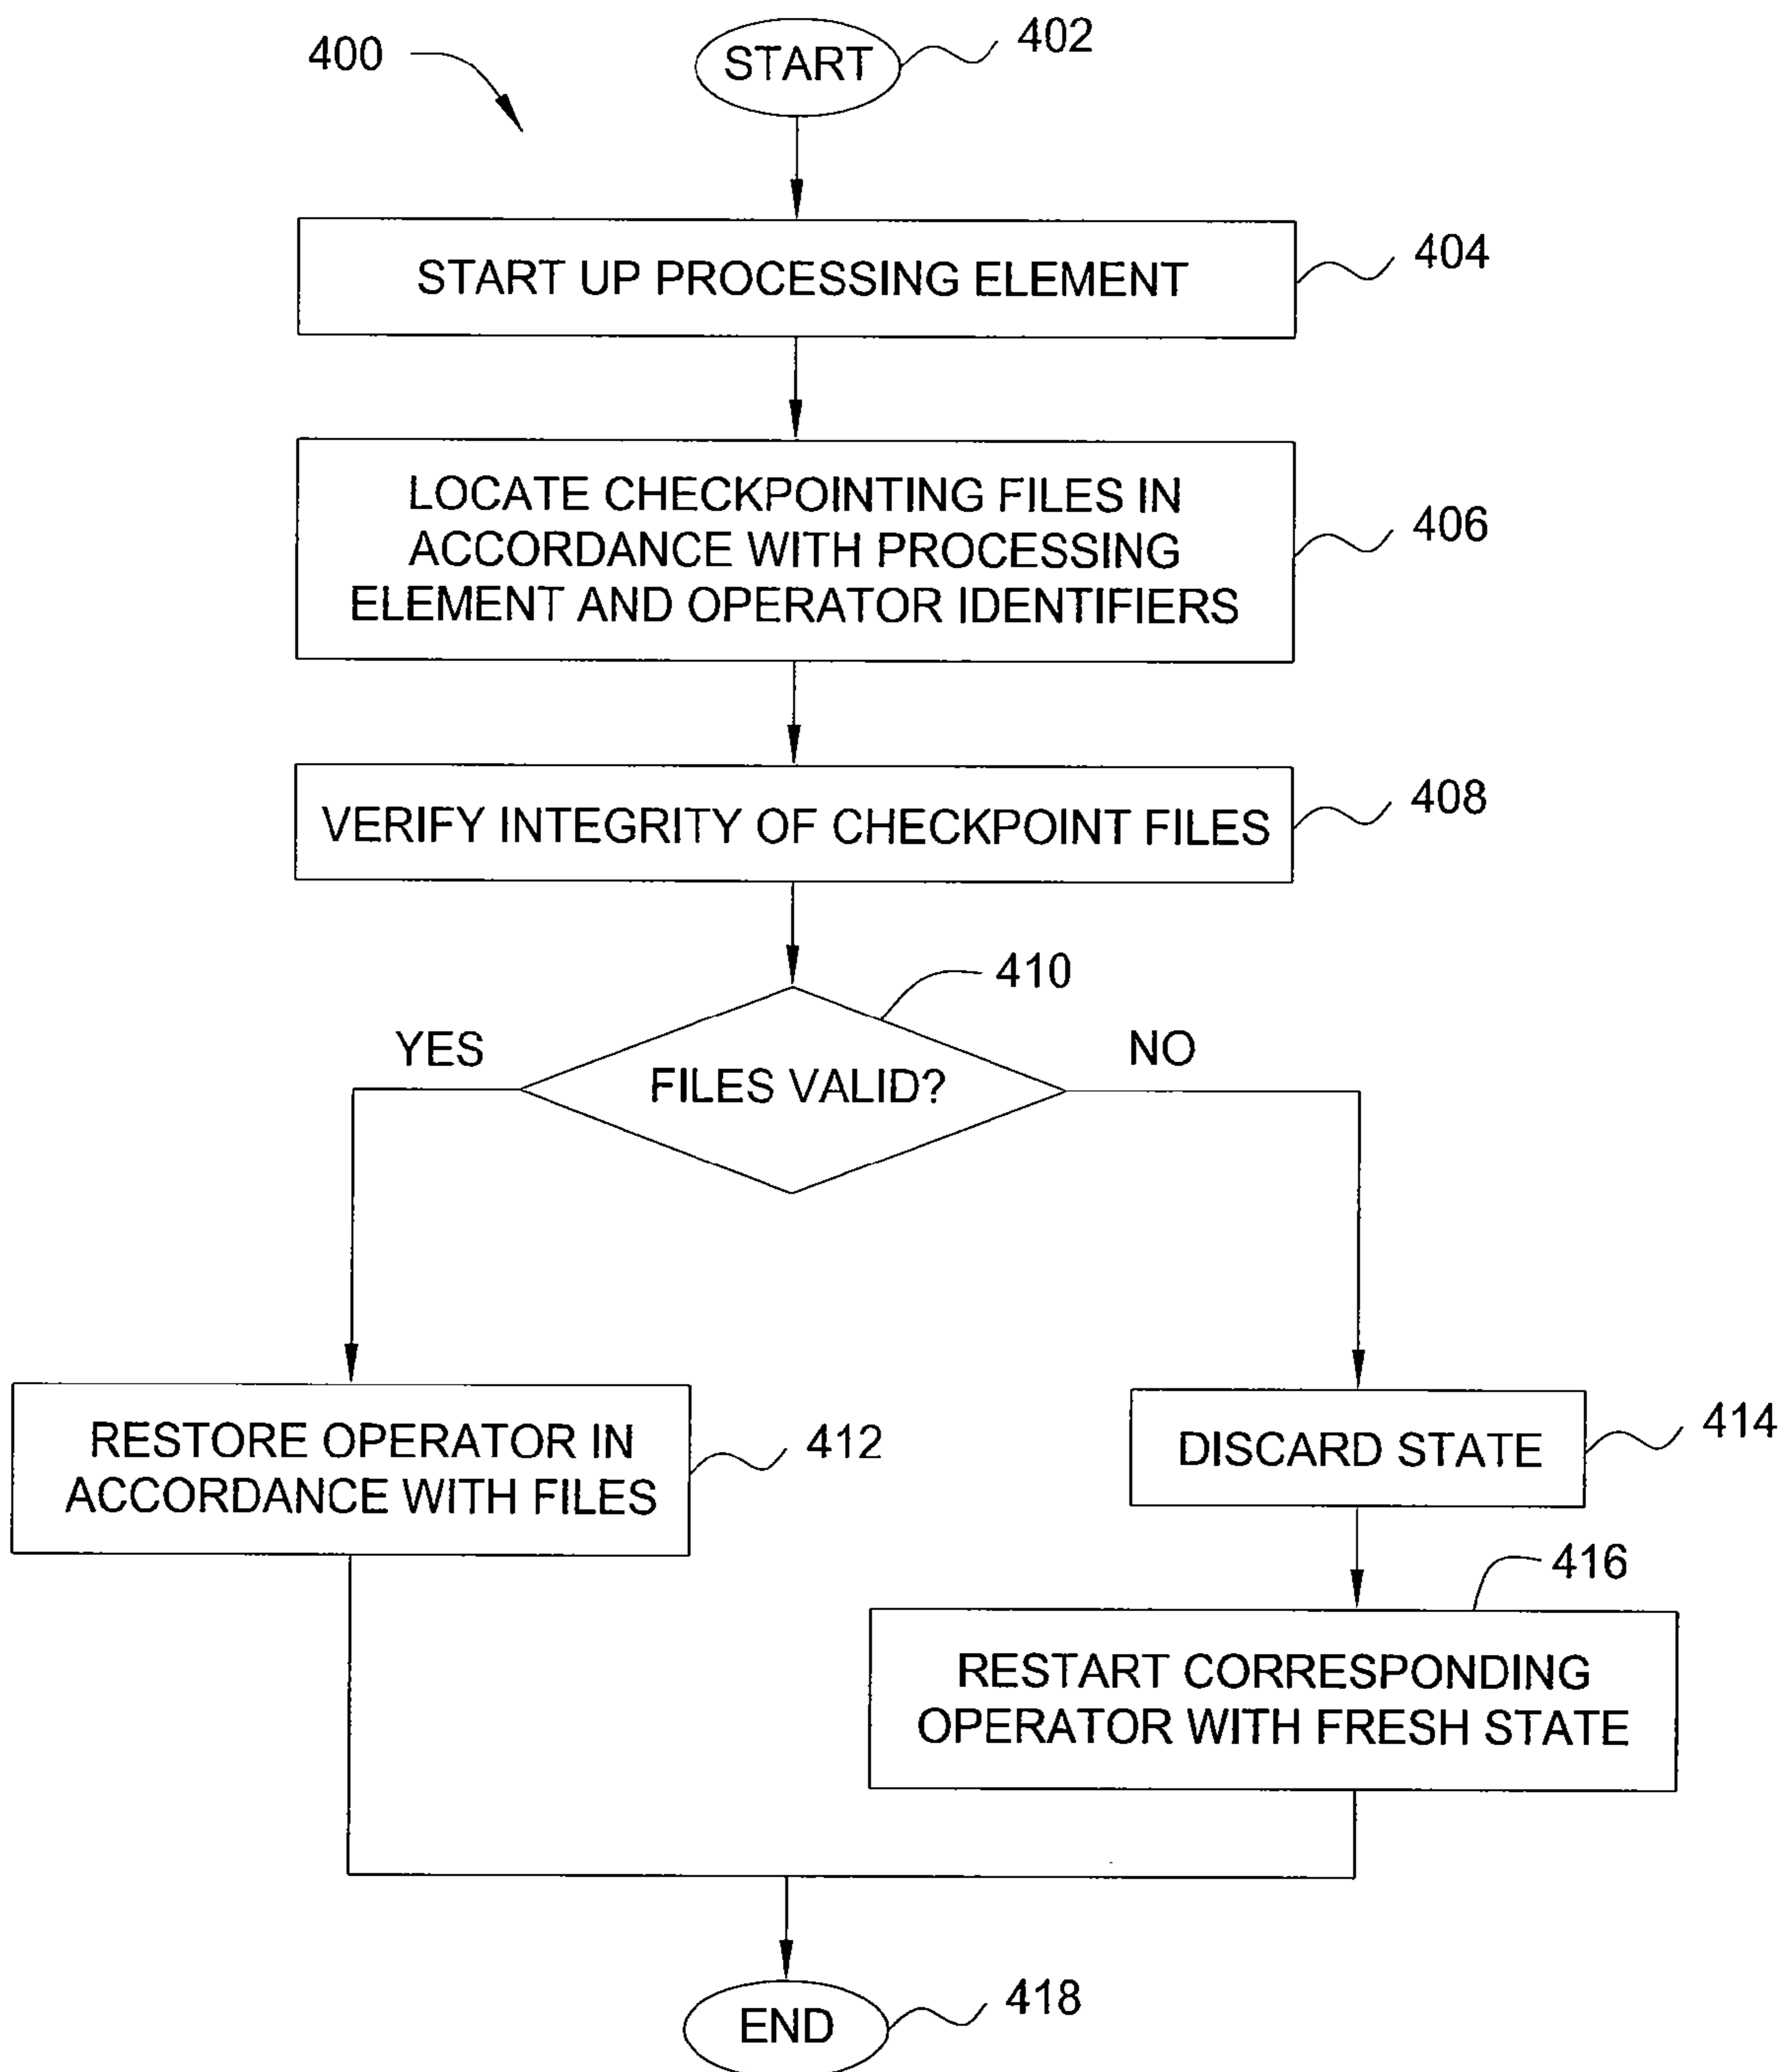 400
START
402
START UP PROCESSING ELEMENT
404
LOCATE CHECKPOINTING FILES IN
ACCORDANCE WITH PROCESSING
ELEMENT AND OPERATOR IDENTIFIERS
406
VERIFY INTEGRITY OF CHECKPOINT FILES
408
410
YES
FILES VALID?
NO
RESTORE OPERATOR IN
ACCORDANCE WITH FILES
412
DISCARD STATE
414
416
RESTART CORRESPONDING
OPERATOR WITH FRESH STATE
END
418